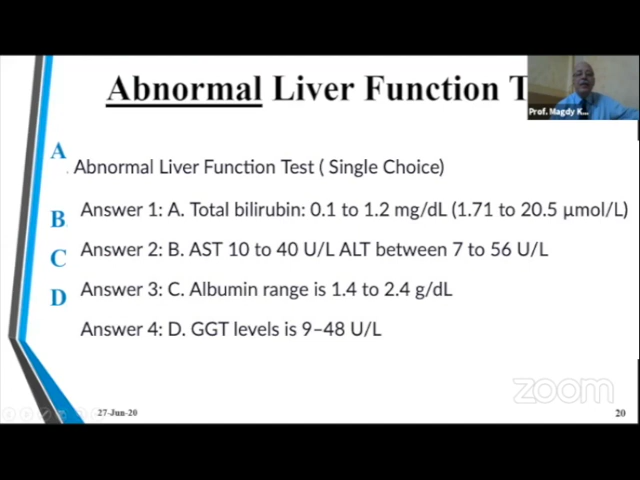 Abnormal Liver Function T
Prof. Magdy K...
A
. Abnormal Liver Function Test ( Single Choice)
Answer 1: A. Total bilirubin: 0.1 to 1.2 mg/dL (1.71 to 20.5 µmol/L)
B.
Answer 2: B. AST 10 to 40 U/L ALT between 7 to 56 U/L
C
Answer 3: C. Albumin range is 1.4 to 2.4 g/dL
D
Answer 4: D. GGT levels is 9–48 U/L
zoom
27-Jun-20
20